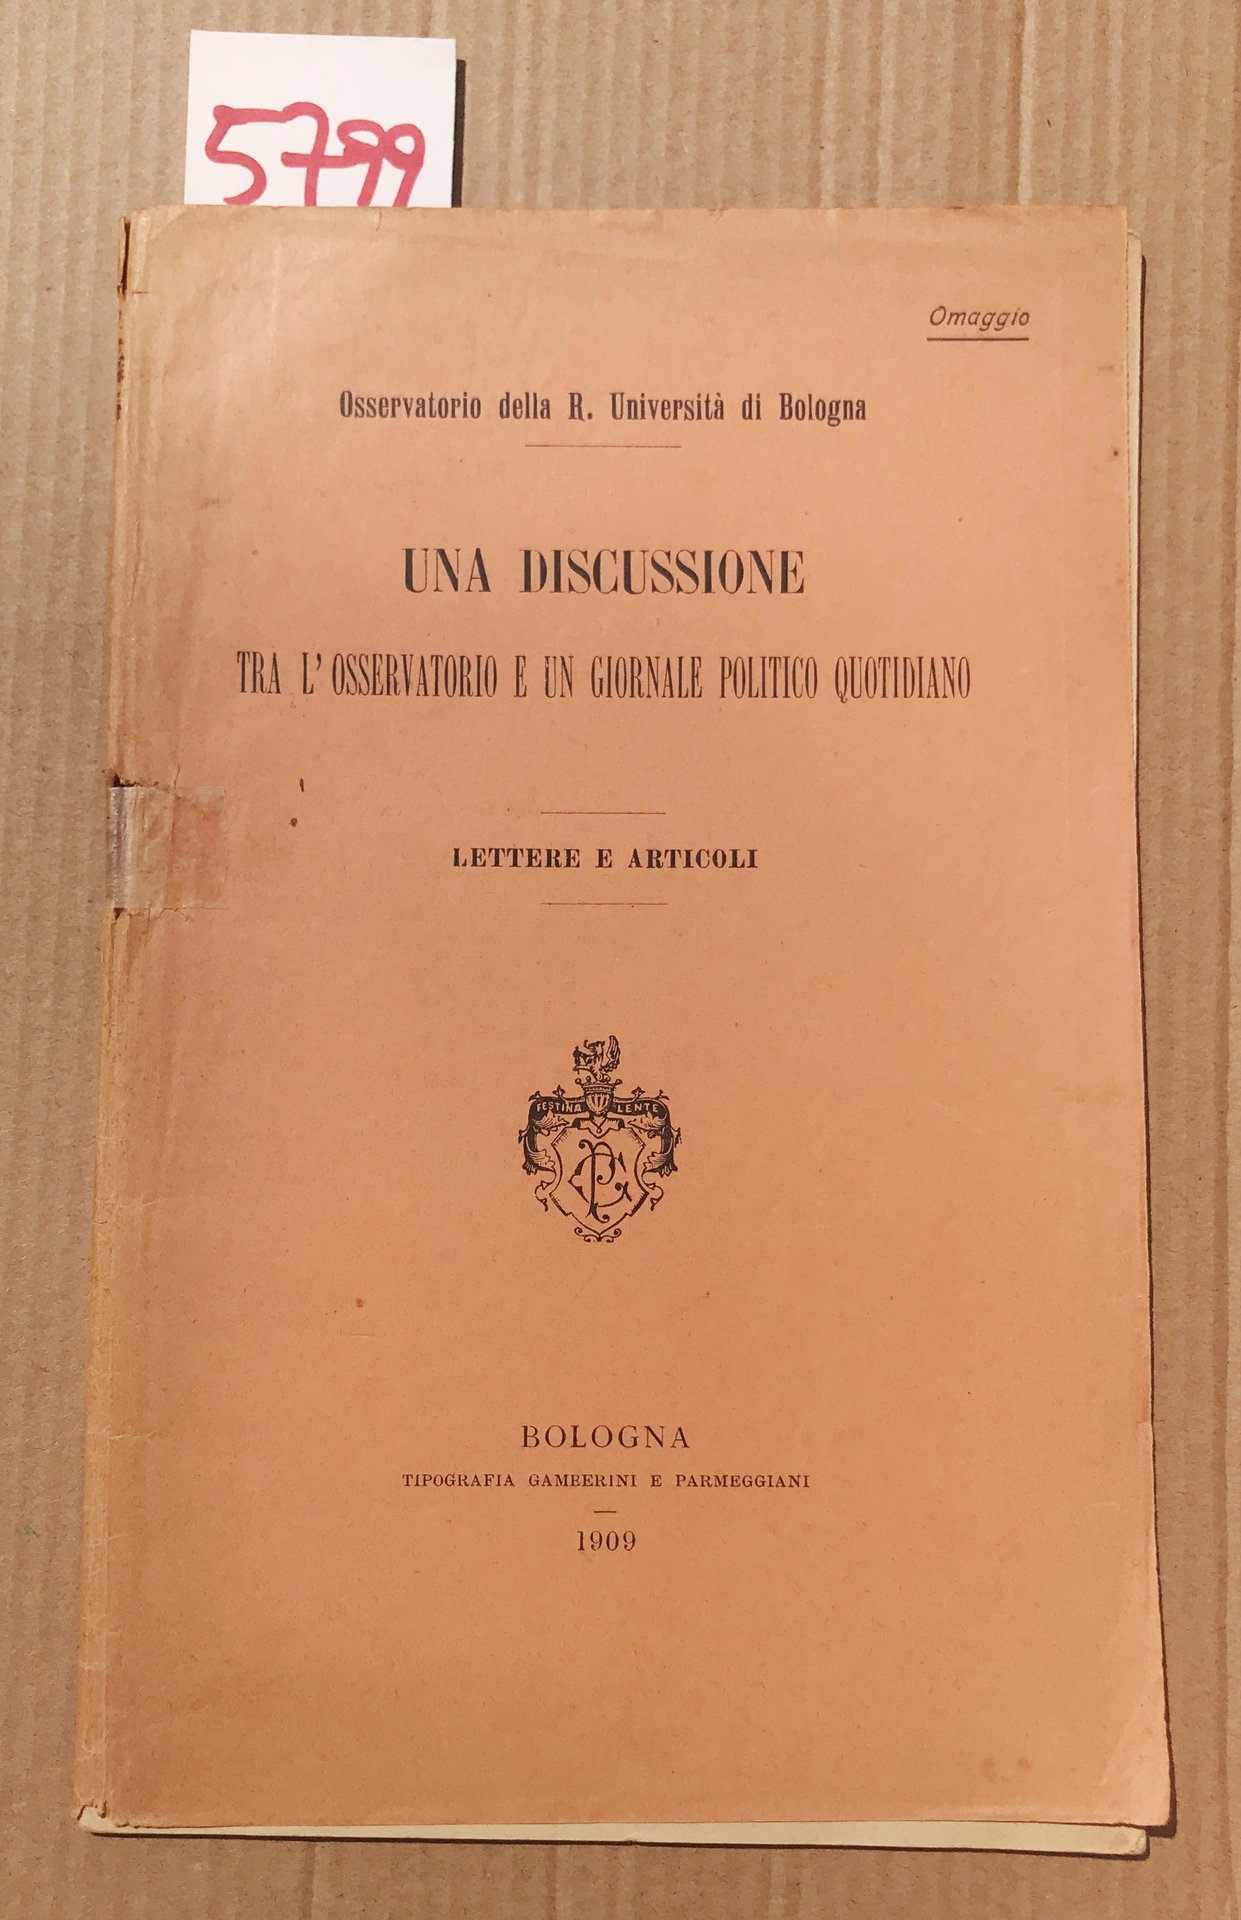 5799
Omaggio
Osservatorio della R. Università di Bologna
UNA DISCUSSIONE
TRA L' OSSERVATORIO E UN GIORNALE POLITICO QUOTIDIANO
LETTERE E ARTICOLI
FESTINA LENTE
BOLOGNA
TIPOGRAFIA GAMBERINI E PARMEGGIANI
1909